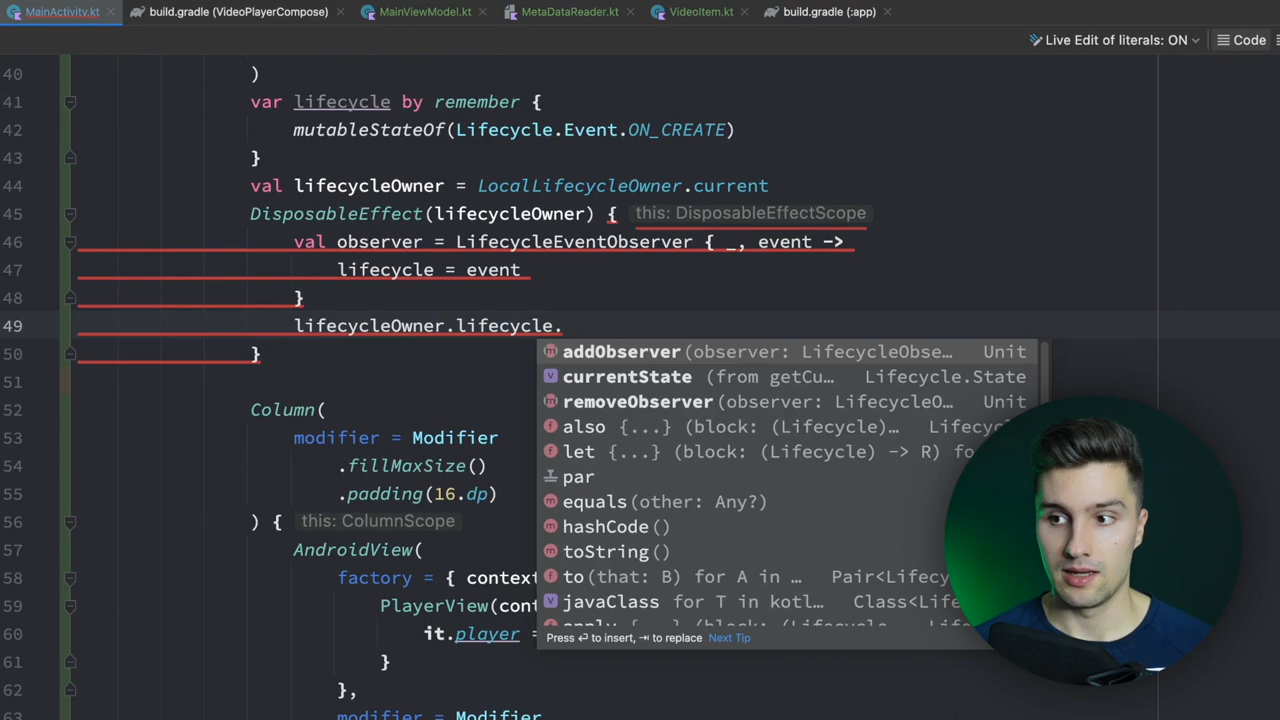 MainActivity.kt
build.gradle (VideoPlayerCompose)
MainViewModel.kt
MetaDataReader.kt
VideoItem.kt
build.gradle (:app)
Live Edit of literals: ON
Code
40 )
41 var lifecycle by remember {
42 mutableStateOf(Lifecycle.Event.ON_CREATE)
43 }
44 val lifecycleOwner = LocalLifecycleOwner.current
45 DisposableEffect(lifecycleOwner) { this: DisposableEffectScope
46 val observer = LifecycleEventObserver { _, event ->
47 lifecycle = event
48 }
49 lifecycleOwner.lifecycle.
50 }
51
52 Column(
53 modifier = Modifier
54 .fillMaxSize()
55 .padding(16.dp)
56 ) { this: ColumnScope
57 AndroidView(
58 factory = { context
59 PlayerView(con
60 it.player =
61 }
62 },
63 modifier = Modifier
addObserver(observer: LifecycleObse… Unit
currentState (from getCu… Lifecycle.State
removeObserver(observer: LifecycleO… Unit
also {...} (block: (Lifecycle)… Lifecyc
let {...} (block: (Lifecycle) -> R) fo
par
equals(other: Any?)
hashCode()
toString()
to(that: B) for A in … Pair<Lifecy
javaClass for T in kotl… Class<Life
apply {...} (block: (Lifecycle
Press ⏎ to insert, ⇥ to replace Next Tip